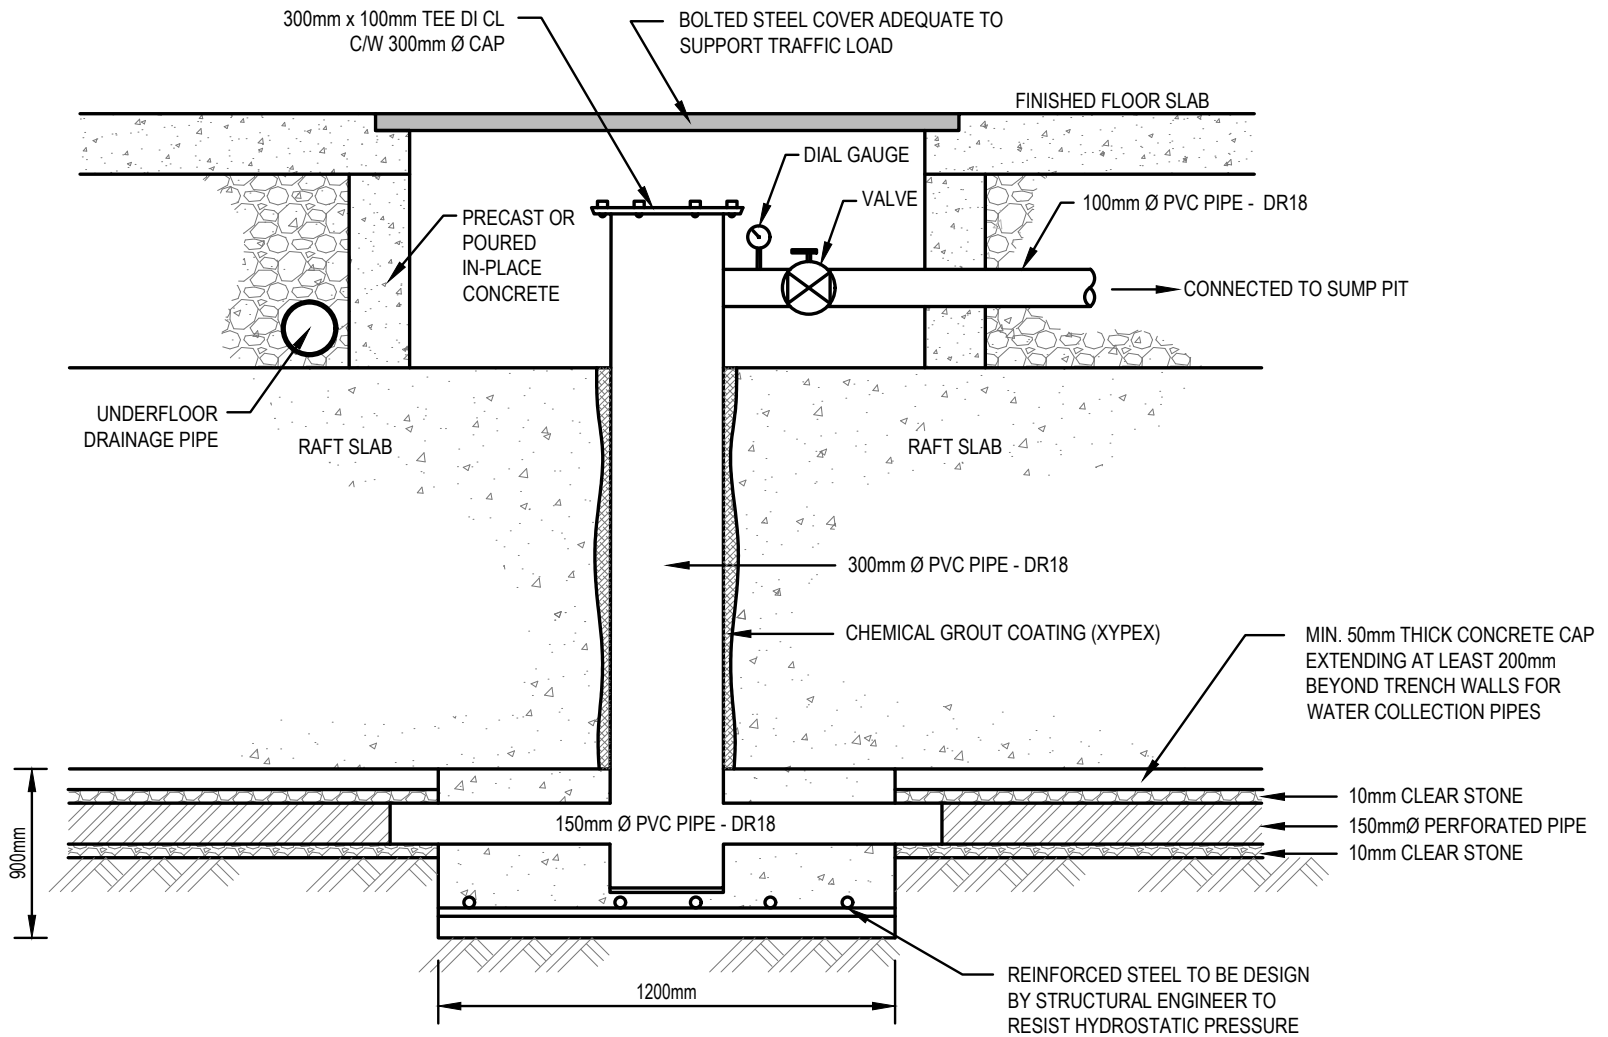 300mm x 100mm TEE DI CL
C/W 300mm Ø CAP
BOLTED STEEL COVER ADEQUATE TO
SUPPORT TRAFFIC LOAD
FINISHED FLOOR SLAB
DIAL GAUGE
VALVE
100mm Ø PVC PIPE - DR18
PRECAST OR
POURED
IN-PLACE
CONCRETE
CONNECTED TO SUMP PIT
UNDERFLOOR
DRAINAGE PIPE
RAFT SLAB
RAFT SLAB
300mm Ø PVC PIPE - DR18
CHEMICAL GROUT COATING (XYPEX)
MIN. 50mm THICK CONCRETE CAP
EXTENDING AT LEAST 200mm
BEYOND TRENCH WALLS FOR
WATER COLLECTION PIPES
10mm CLEAR STONE
150mm Ø PVC PIPE - DR18
150mmØ PERFORATED PIPE
10mm CLEAR STONE
900mm
1200mm
REINFORCED STEEL TO BE DESIGN
BY STRUCTURAL ENGINEER TO
RESIST HYDROSTATIC PRESSURE